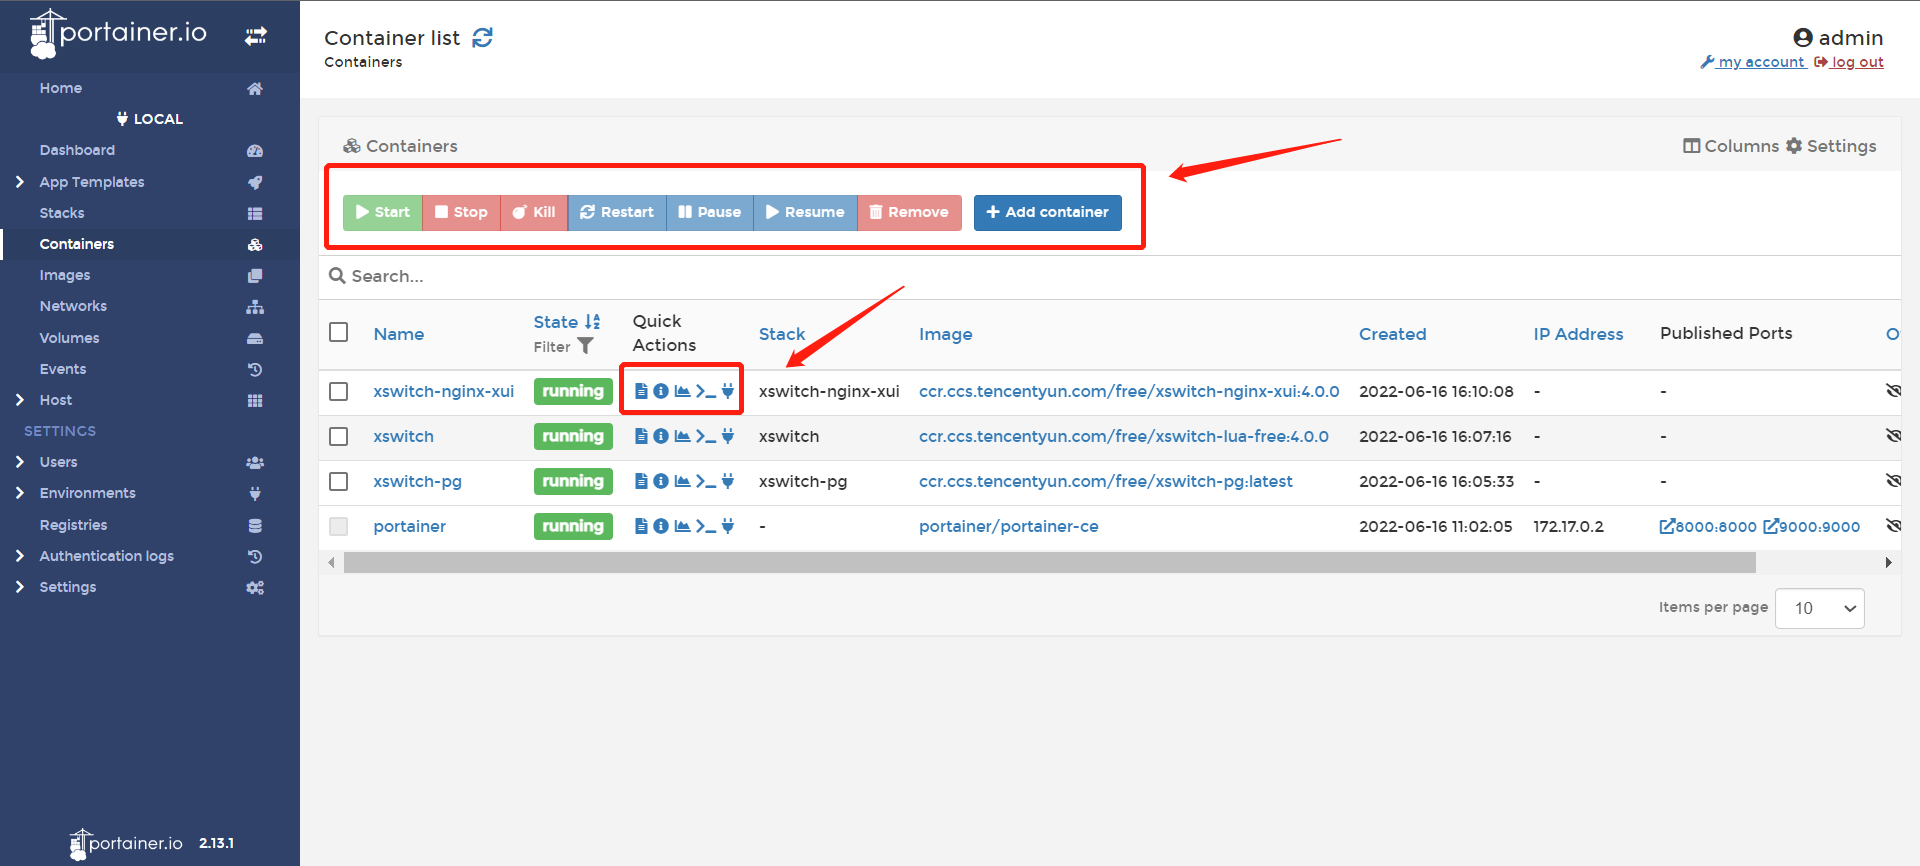 portainer.io
Home
LOCAL
Dashboard
App Templates
Stacks
Containers
Images
Networks
Volumes
Events
Host
SETTINGS
Users
Environments
Registries
Authentication logs
Settings
portainer.io 2.13.1
Container list
Containers
admin
my account log out
Containers
Columns Settings
Start Stop Kill Restart Pause Resume Remove Add container
Search...
Name State Filter Quick Actions Stack Image Created IP Address Published Ports O
xswitch-nginx-xui running xswitch-nginx-xui ccr.ccs.tencentyun.com/free/xswitch-nginx-xui:4.0.0 2022-06-16 16:10:08 - -
xswitch running xswitch ccr.ccs.tencentyun.com/free/xswitch-lua-free:4.0.0 2022-06-16 16:07:16 - -
xswitch-pg running xswitch-pg ccr.ccs.tencentyun.com/free/xswitch-pg:latest 2022-06-16 16:05:33 - -
portainer running - portainer/portainer-ce 2022-06-16 11:02:05 172.17.0.2 8000:8000 9000:9000
Items per page 10